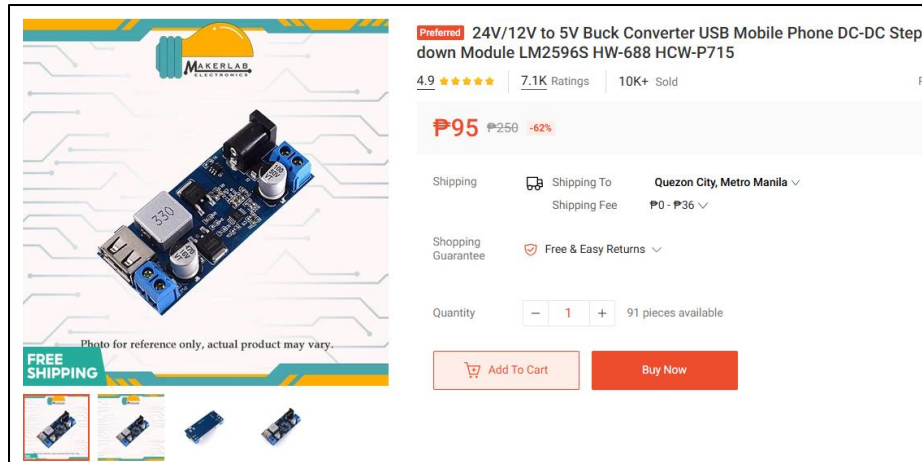 MAKERLAB
ELECTRONICS
330
Photo for reference only, actual product may vary.
FREE
SHIPPING
Preferred 24V/12V to 5V Buck Converter USB Mobile Phone DC-DC Step
down Module LM2596S HW-688 HCW-P715
4.9 7.1K Ratings 10K+ Sold
₱95 ₱250 -62%
Shipping Shipping To Quezon City, Metro Manila
Shipping Fee ₱0 - ₱36
Shopping
Guarantee
Free & Easy Returns
Quantity − 1 + 91 pieces available
Add To Cart Buy Now